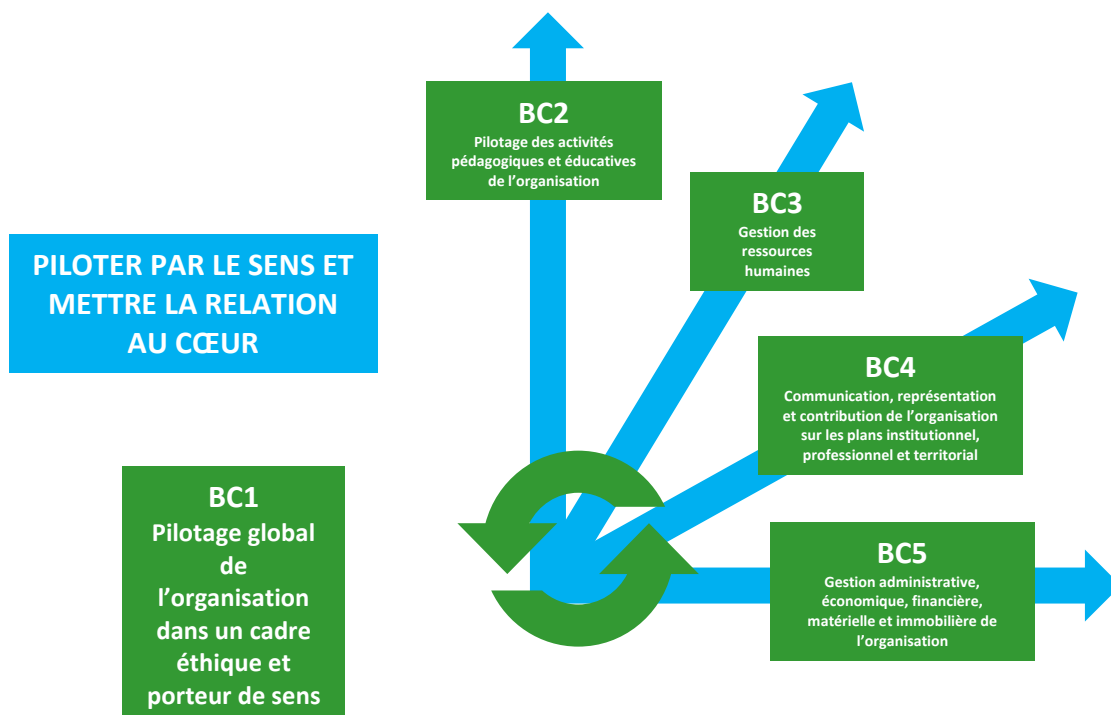 BC2
Pilotage des activités
pédagogiques et éducatives
de l’organisation
BC3
Gestion des
ressources
humaines
PILOTER PAR LE SENS ET
METTRE LA RELATION
AU CŒUR
BC4
Communication, représentation
et contribution de l’organisation
sur les plans institutionnel,
professionnel et territorial
BC1
Pilotage global
de
l’organisation
dans un cadre
éthique et
porteur de sens
BC5
Gestion administrative,
économique, financière,
matérielle et immobilière de
l’organisation